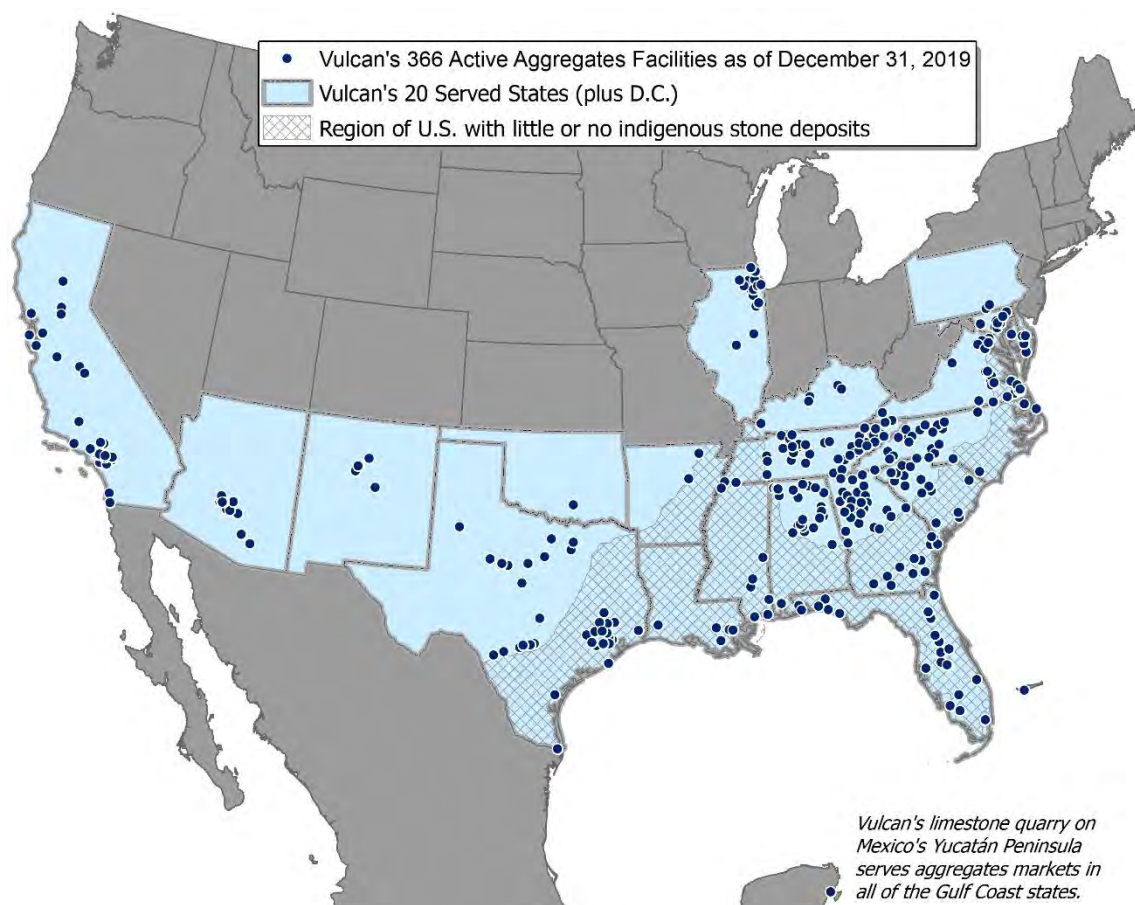 Vulcan's 366 Active Aggregates Facilities as of December 31, 2019
Vulcan's 20 Served States (plus D.C.)
Region of U.S. with little or no indigenous stone deposits
Vulcan's limestone quarry on
Mexico's Yucatán Peninsula
serves aggregates markets in
all of the Gulf Coast states.